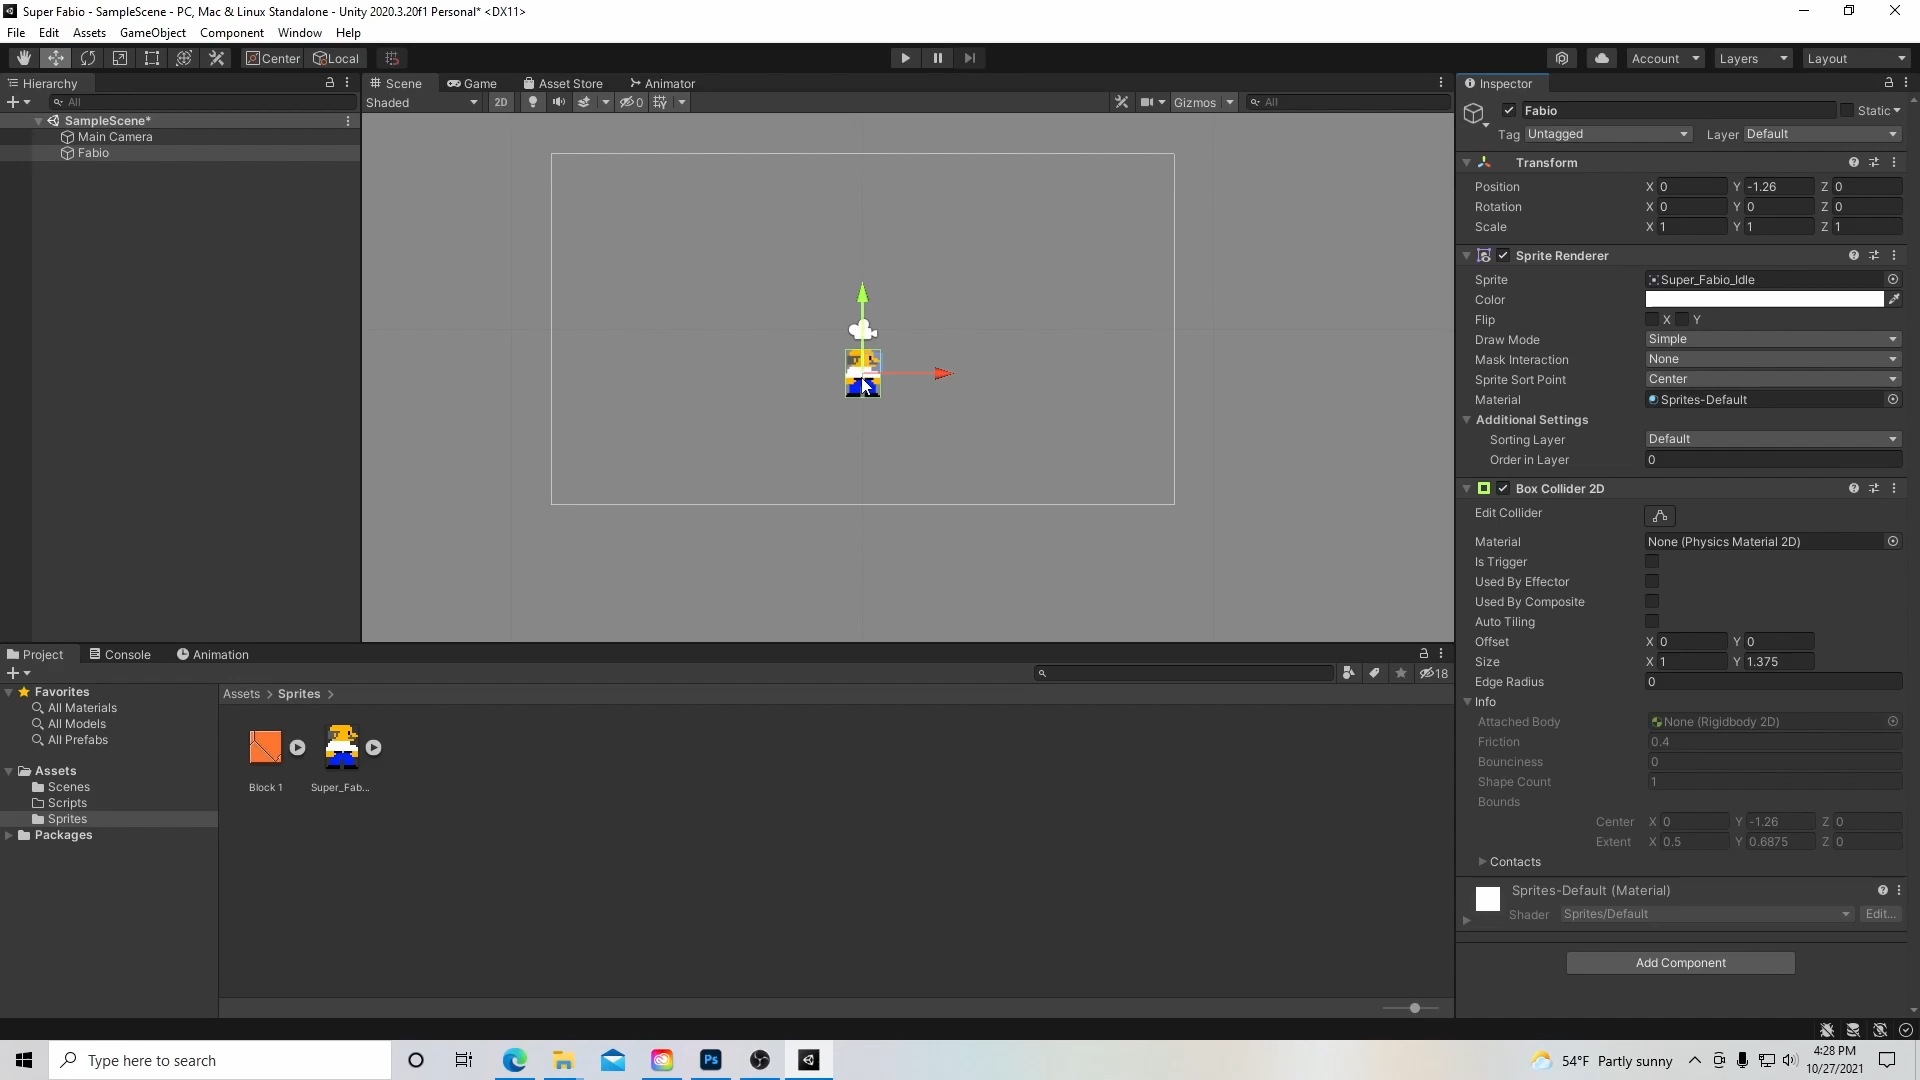 Super Fabio - SampleScene - PC, Mac & Linux Standalone - Unity 2020.3.20f1 Personal* <DX11>
File Edit Assets GameObject Component Window Help
Center Local Account Layers Layout
Hierarchy
All
SampleScene*
Main Camera
Fabio
Scene Game Asset Store Animator
Shaded 2D 0 Gizmos All
Inspector
Fabio Static
Tag Untagged Layer Default
Transform
Position X 0 Y -1.26 Z 0
Rotation X 0 Y 0 Z 0
Scale X 1 Y 1 Z 1
Sprite Renderer
Sprite Super_Fabio_Idle
Color
Flip X Y
Draw Mode Simple
Mask Interaction None
Sprite Sort Point Center
Material Sprites-Default
Additional Settings
Sorting Layer Default
Order in Layer 0
Box Collider 2D
Edit Collider
Material None (Physics Material 2D)
Is Trigger
Used By Effector
Used By Composite
Auto Tiling
Offset X 0 Y 0
Size X 1 Y 1.375
Edge Radius 0
Info
Attached Body None (Rigidbody 2D)
Friction 0.4
Bounciness 0
Shape Count 1
Bounds
Center X 0 Y -1.26 Z 0
Extent X 0.5 Y 0.6875 Z 0
Contacts
Sprites-Default (Material)
Shader Sprites/Default Edit...
Add Component
Project Console Animation
18
Favorites
All Materials
All Models
All Prefabs
Assets
Scenes
Scripts
Sprites
Packages
Assets > Sprites >
Block 1 Super_Fab...
Type here to search
Ps
54°F Partly sunny
4:28 PM
10/27/2021